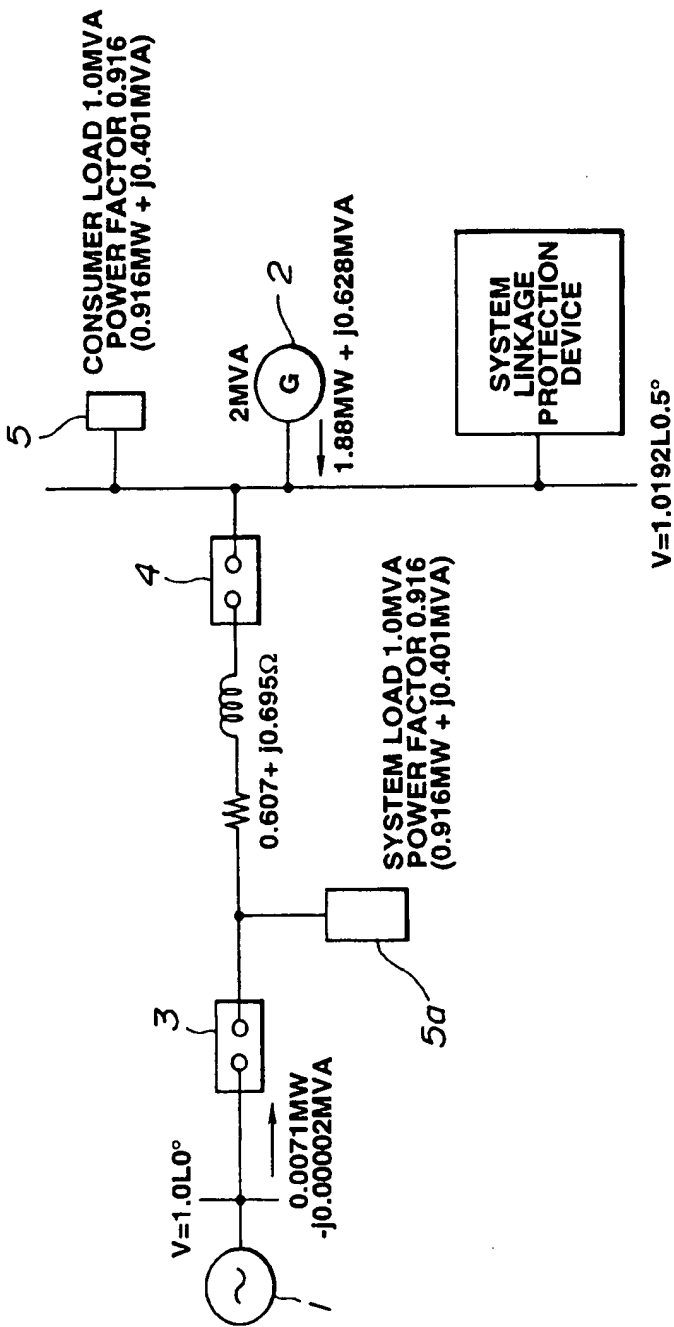 5
CONSUMER LOAD 1.0MVA
POWER FACTOR 0.916
(0.916MW + j0.401MVA)
2MVA
2
G
1.88MW + j0.628MVA
SYSTEM
LINKAGE
PROTECTION
DEVICE
V=1.0192L0.5°
4
0.607+ j0.695Ω
SYSTEM LOAD 1.0MVA
POWER FACTOR 0.916
(0.916MW + j0.401MVA)
5a
3
V=1.0L0°
0.0071MW
-j0.00002MVA
1